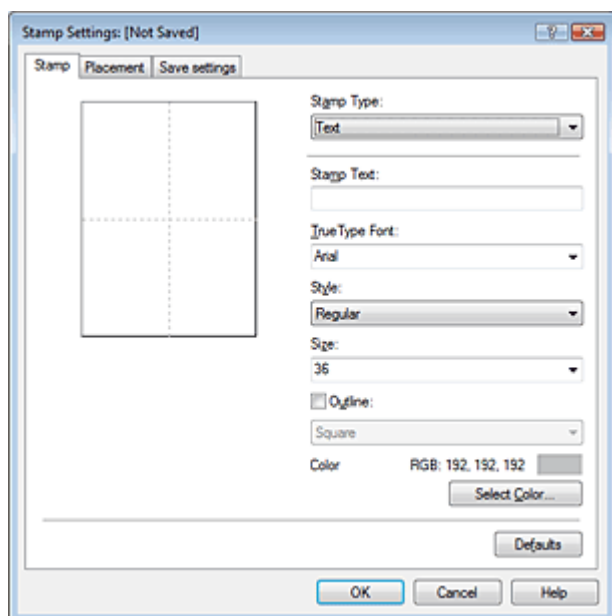 Stamp Settings: [Not Saved]
Stamp Placement Save settings
Stamp Type:
Text
Stamp Text:
TrueType Font:
Arial
Style:
Regular
Size:
36
Outline:
Square
Color RGB: 192, 192, 192
Select Color...
Defaults
OK Cancel Help